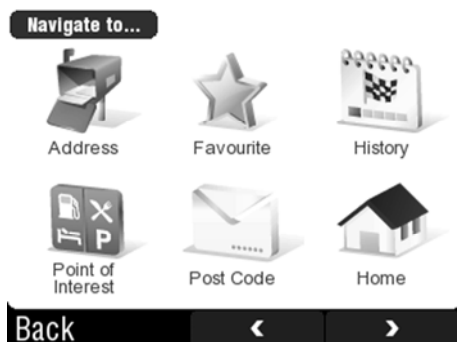 Navigate to...
Address
Favourite
History
P
Point of
Interest
Post Code
Home
Back